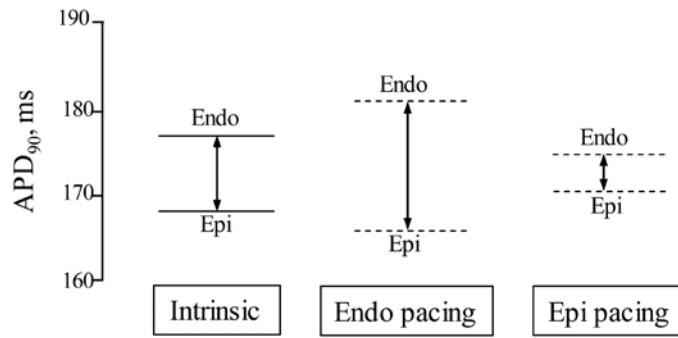 190
180
170
160
APD90, ms
Endo
Epi
Endo
Epi
Endo
Epi
Intrinsic
Endo pacing
Epi pacing